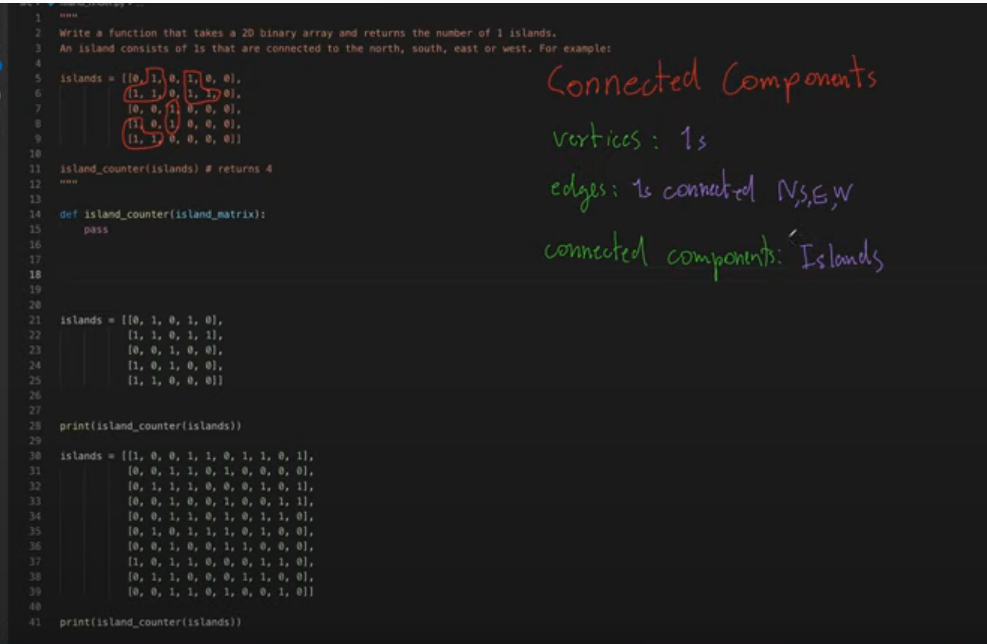 1 """
2 Write a function that takes a 2D binary array and returns the number of 1 islands.
3 An island consists of 1s that are connected to the north, south, east or west. For example:
4
5 islands = [[0, 1, 0, 1, 0, 0],
6 [1, 1, 0, 1, 1, 0],
7 [0, 0, 1, 0, 0, 0],
8 [1, 0, 1, 0, 0, 0],
9 [1, 1, 0, 0, 0, 0]]
10
11 island_counter(islands) # returns 4
12 """
13
14 def island_counter(island_matrix):
15 pass
16
17
18
19
20
21 islands = [[0, 1, 0, 1, 0],
22 [1, 1, 0, 1, 1],
23 [0, 0, 1, 0, 0],
24 [1, 0, 1, 0, 0],
25 [1, 1, 0, 0, 0]]
26
27
28 print(island_counter(islands))
29
30 islands = [[1, 0, 0, 1, 1, 0, 1, 1, 0, 1],
31 [0, 0, 1, 1, 0, 1, 0, 0, 0, 0],
32 [0, 1, 1, 1, 0, 0, 0, 1, 0, 1],
33 [0, 0, 1, 0, 0, 1, 0, 0, 1, 1],
34 [0, 0, 1, 1, 0, 1, 0, 1, 1, 0],
35 [0, 1, 0, 1, 1, 1, 0, 1, 0, 0],
36 [0, 0, 1, 0, 0, 1, 1, 0, 0, 0],
37 [1, 0, 1, 1, 0, 0, 0, 1, 1, 0],
38 [0, 1, 1, 0, 0, 0, 1, 1, 0, 0],
39 [0, 0, 1, 1, 0, 1, 0, 0, 1, 0]]
40
41 print(island_counter(islands))
Connected Components
vertices: 1s
edges: 1s connected N,S,E,W
connected components: Islands